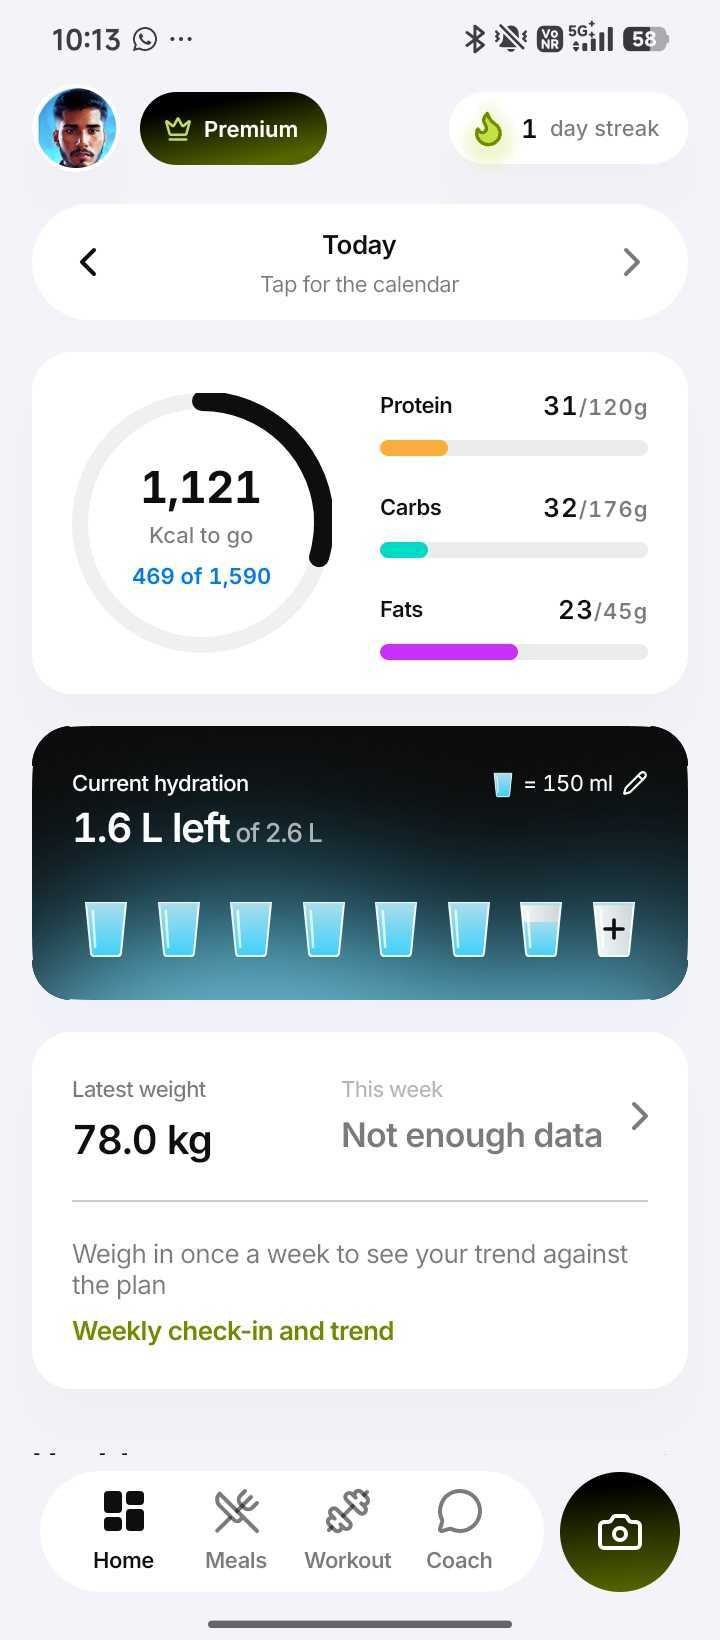 10:13
Vo NR 5G+ 58
Premium
1 day streak
Today
Tap for the calendar
Protein 31/120g
1,121
Kcal to go
469 of 1,590
Carbs 32/176g
Fats 23/45g
Current hydration = 150 ml
1.6 L left of 2.6 L
Latest weight This week
78.0 kg Not enough data
Weigh in once a week to see your trend against
the plan
Weekly check-in and trend
Home Meals Workout Coach